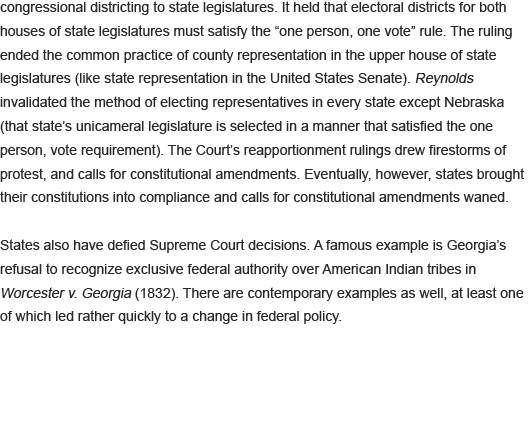 congressional districting to state legislatures. It held that electoral districts for both
houses of state legislatures must satisfy the “one person, one vote” rule. The ruling
ended the common practice of county representation in the upper house of state
legislatures (like state representation in the United States Senate). Reynolds
invalidated the method of electing representatives in every state except Nebraska
(that state’s unicameral legislature is selected in a manner that satisfied the one
person, vote requirement). The Court’s reapportionment rulings drew firestorms of
protest, and calls for constitutional amendments. Eventually, however, states brought
their constitutions into compliance and calls for constitutional amendments waned.
States also have defied Supreme Court decisions. A famous example is Georgia’s
refusal to recognize exclusive federal authority over American Indian tribes in
Worcester v. Georgia (1832). There are contemporary examples as well, at least one
of which led rather quickly to a change in federal policy.